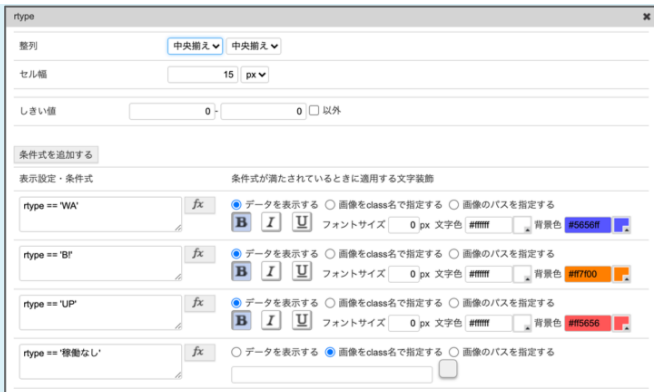 rtype ✖
整列 中央揃え 中央揃え
セル幅 15 px
しきい値 0 - 0 以外
条件式を追加する
表示設定・条件式 条件式が満たされているときに適用する文字装飾
rtype == 'WA' fx データを表示する 画像をclass名で指定する 画像のパスを指定する
B I U フォントサイズ 0 px 文字色 #ffffff 背景色 #5656ff
rtype == 'B!' fx データを表示する 画像をclass名で指定する 画像のパスを指定する
B I U フォントサイズ 0 px 文字色 #ffffff 背景色 #ff7f00
rtype == 'UP' fx データを表示する 画像をclass名で指定する 画像のパスを指定する
B I U フォントサイズ 0 px 文字色 #ffffff 背景色 #ff5656
rtype == '稼働なし' fx データを表示する 画像をclass名で指定する 画像のパスを指定する